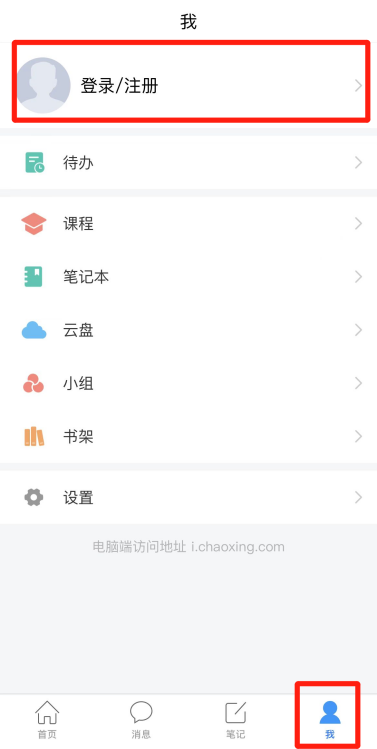 我
登录/注册
待办
课程
笔记本
云盘
小组
书架
设置
电脑端访问地址 i.chaoxing.com
首页
消息
笔记
我